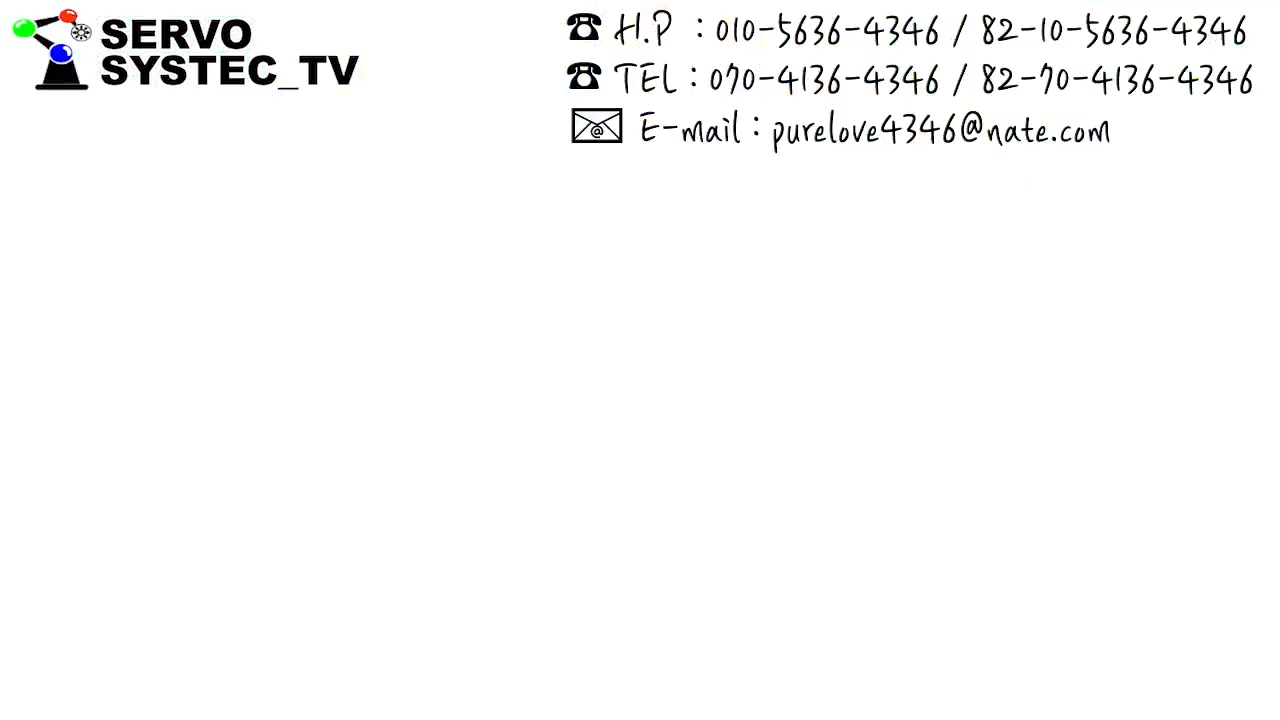 SERVO
SYSTEC_TV
☎ H.P : 010-5636-4346 / 82-10-5636-4346
☎ TEL : 070-4136-4346 / 82-70-4136-4346
E-mail : purelove4346@nate.com